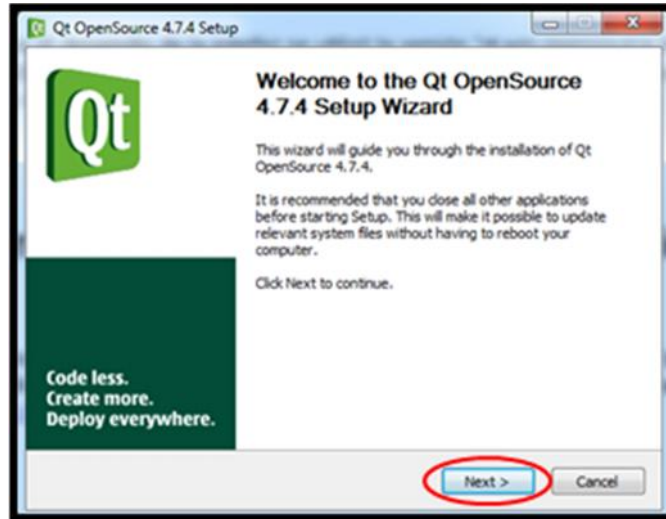 Qt OpenSource 4.7.4 Setup
Qt
Welcome to the Qt OpenSource
4.7.4 Setup Wizard
This wizard will guide you through the installation of Qt
OpenSource 4.7.4.
It is recommended that you close all other applications
before starting Setup. This will make it possible to update
relevant system files without having to reboot your
computer.
Click Next to continue.
Code less.
Create more.
Deploy everywhere.
Next >
Cancel